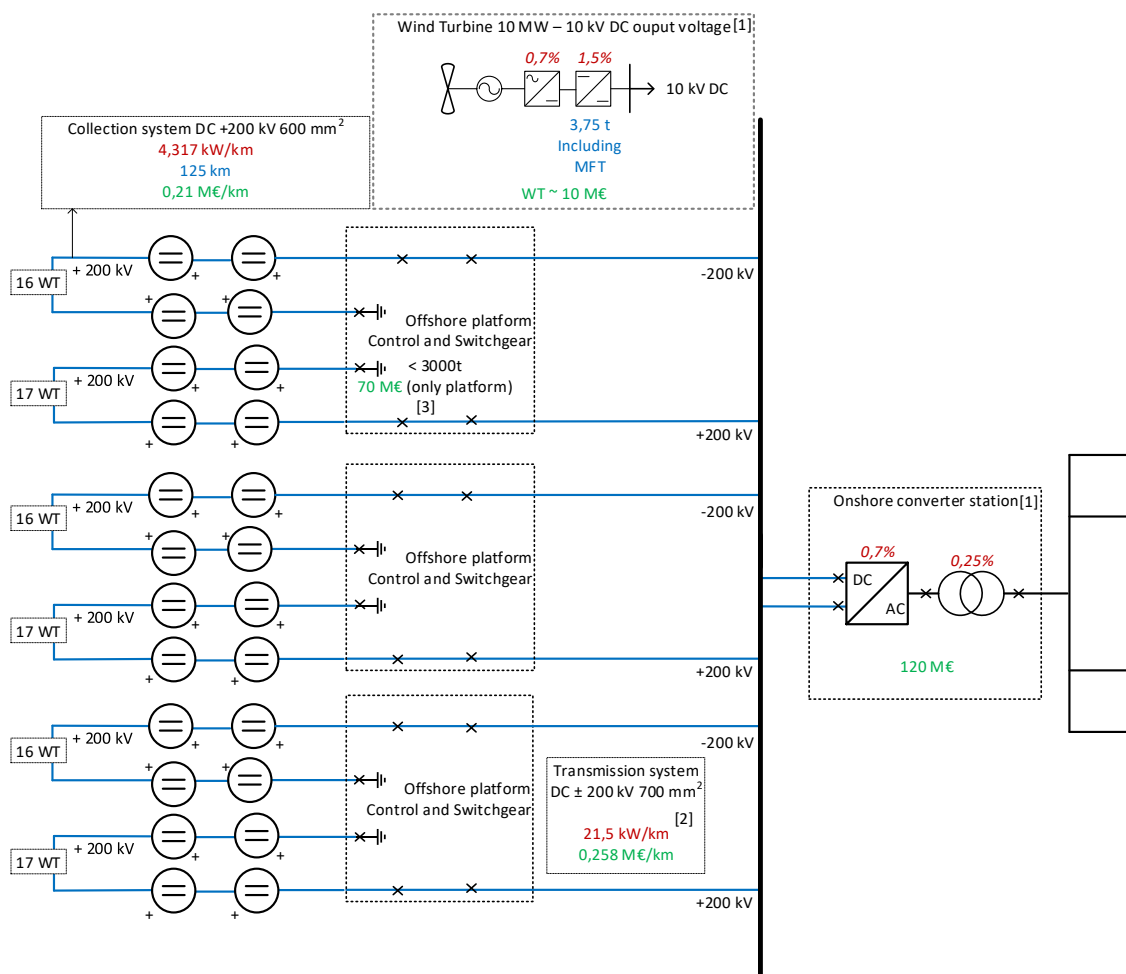 Wind Turbine 10 MW – 10 kV DC ouput voltage[1]
0,7%
1,5%
10 kV DC
3,75 t
Including
MFT
WT ~ 10 M€
Collection system DC +200 kV 600 mm²
4,317 kW/km
125 km
0,21 M€/km
16 WT
+ 200 kV
+
+
-200 kV
+
+
Offshore platform
Control and Switchgear
< 3000t
70 M€ (only platform)
[3]
17 WT
+ 200 kV
+
+
+
+
+200 kV
16 WT
+ 200 kV
+
+
-200 kV
+
+
Offshore platform
Control and Switchgear
17 WT
+ 200 kV
+
+
+
+
+200 kV
Onshore converter station[1]
0,7%
0,25%
DC
AC
120 M€
16 WT
+ 200 kV
+
+
-200 kV
+
+
Offshore platform
Control and Switchgear
17 WT
+ 200 kV
+
+
+
+
+200 kV
Transmission system
DC ± 200 kV 700 mm²
[2]
21,5 kW/km
0,258 M€/km